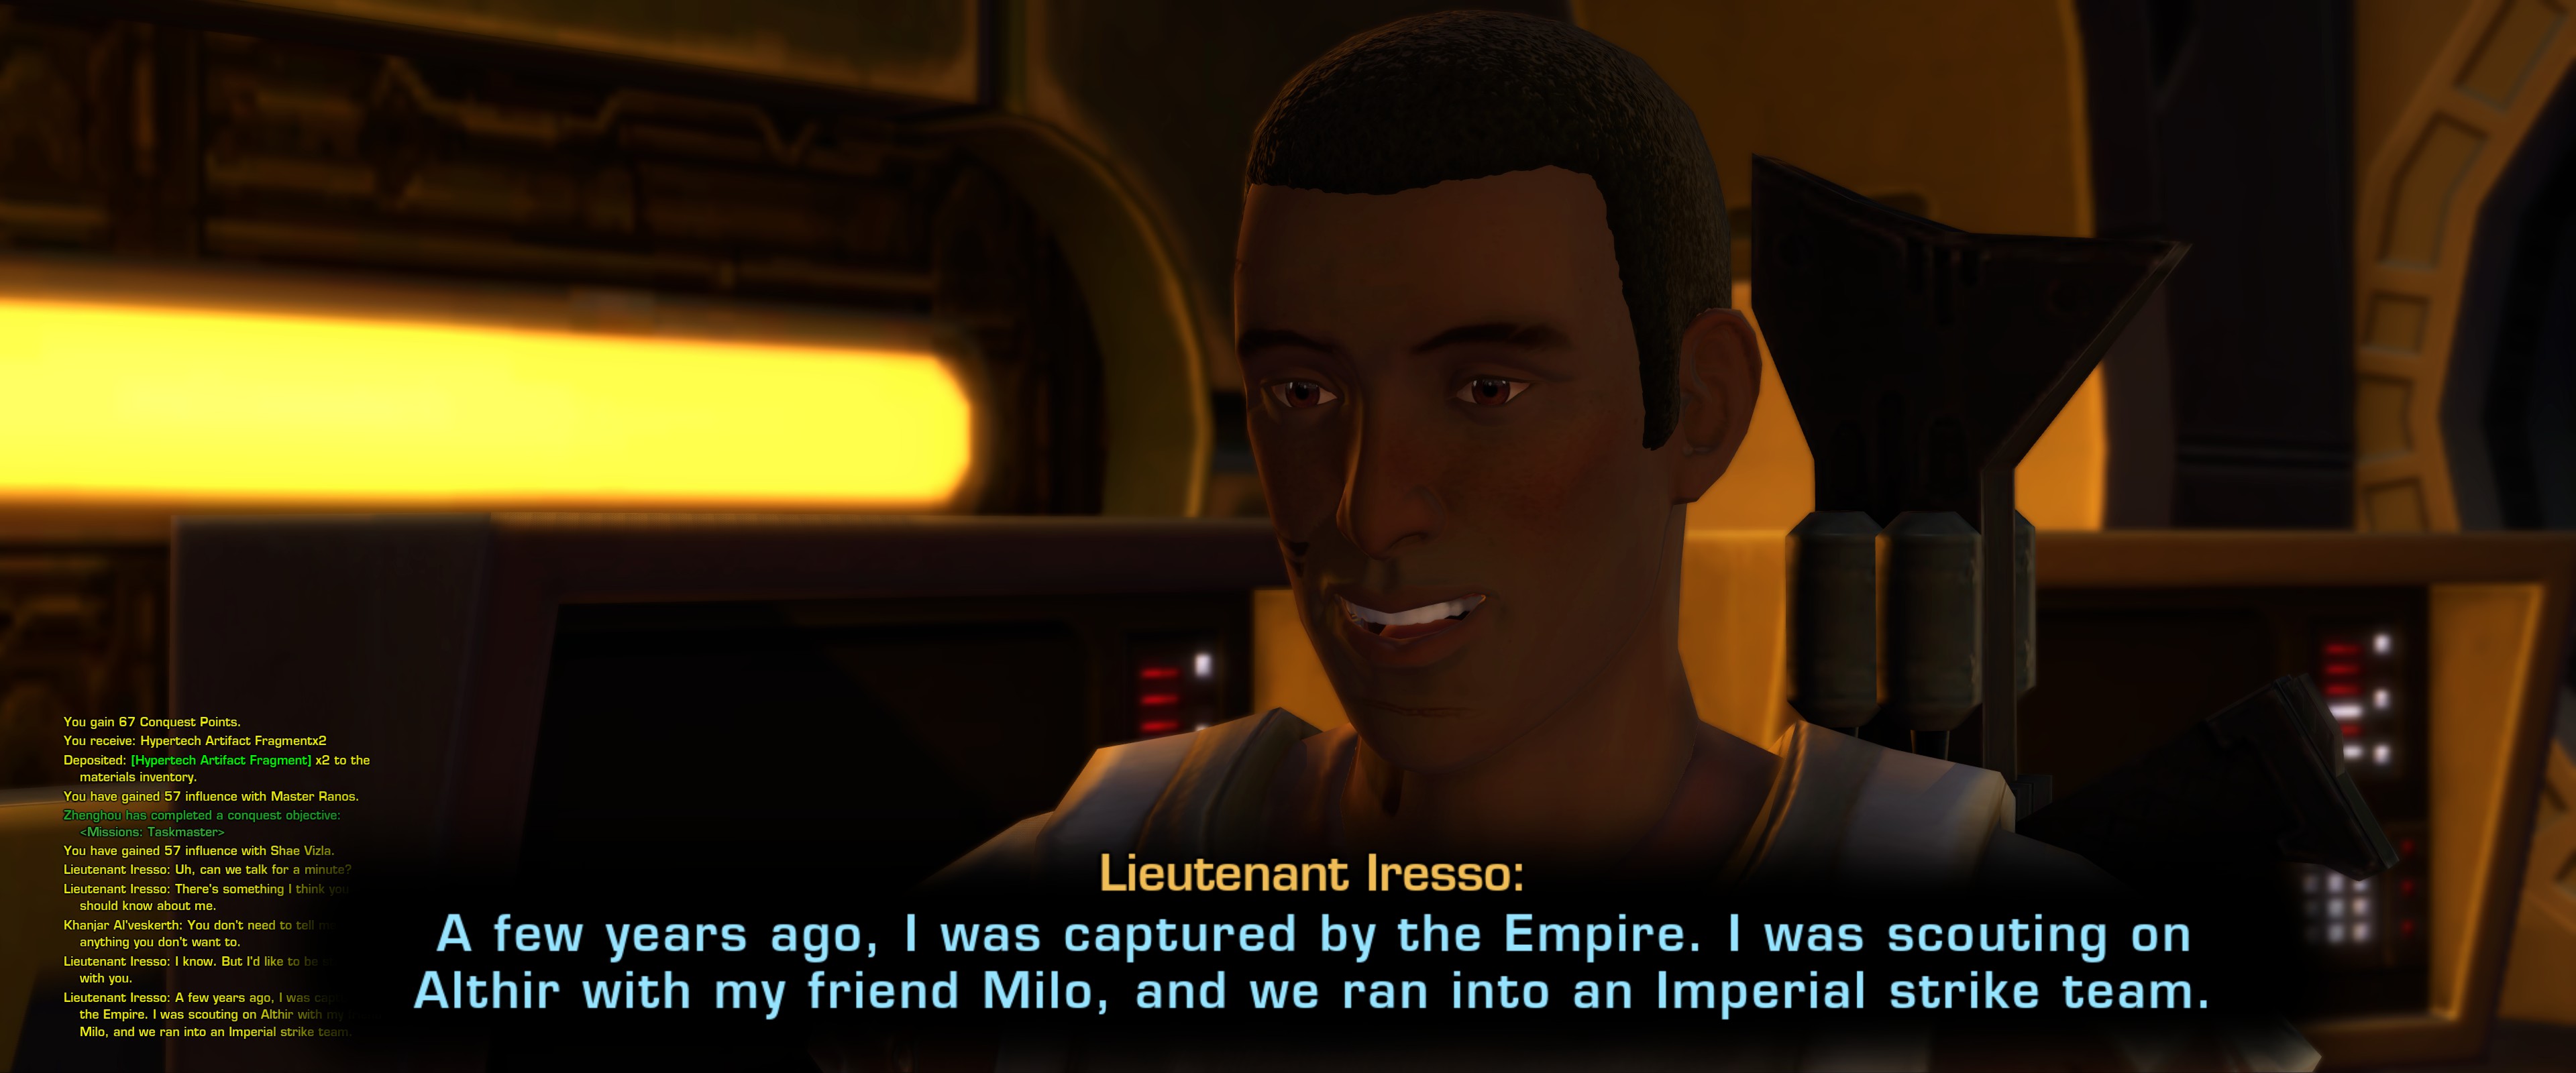 You gain 67 Conquest Points.
You receive: Hypertech Artifact Fragmentx2
Deposited: [Hypertech Artifact Fragment] x2 to the
materials inventory.
You have gained 57 influence with Master Ranos.
Zhenghou has completed a conquest objective:
<Missions: Taskmaster>
You have gained 57 influence with Shae Vizla.
Lieutenant Iresso: Uh, can we talk for a minute?
Lieutenant Iresso: There's something I think you
should know about me.
Khanjar Al'veskerth: You don't need to tell me
anything you don't want to.
Lieutenant Iresso: I know. But I'd like to be
with you.
Lieutenant Iresso: A few years ago, I was
the Empire. I was scouting on Althir with my
Milo, and we ran into an Imperial strike team.
Lieutenant Iresso:
A few years ago, I was captured by the Empire. I was scouting on
Althir with my friend Milo, and we ran into an Imperial strike team.